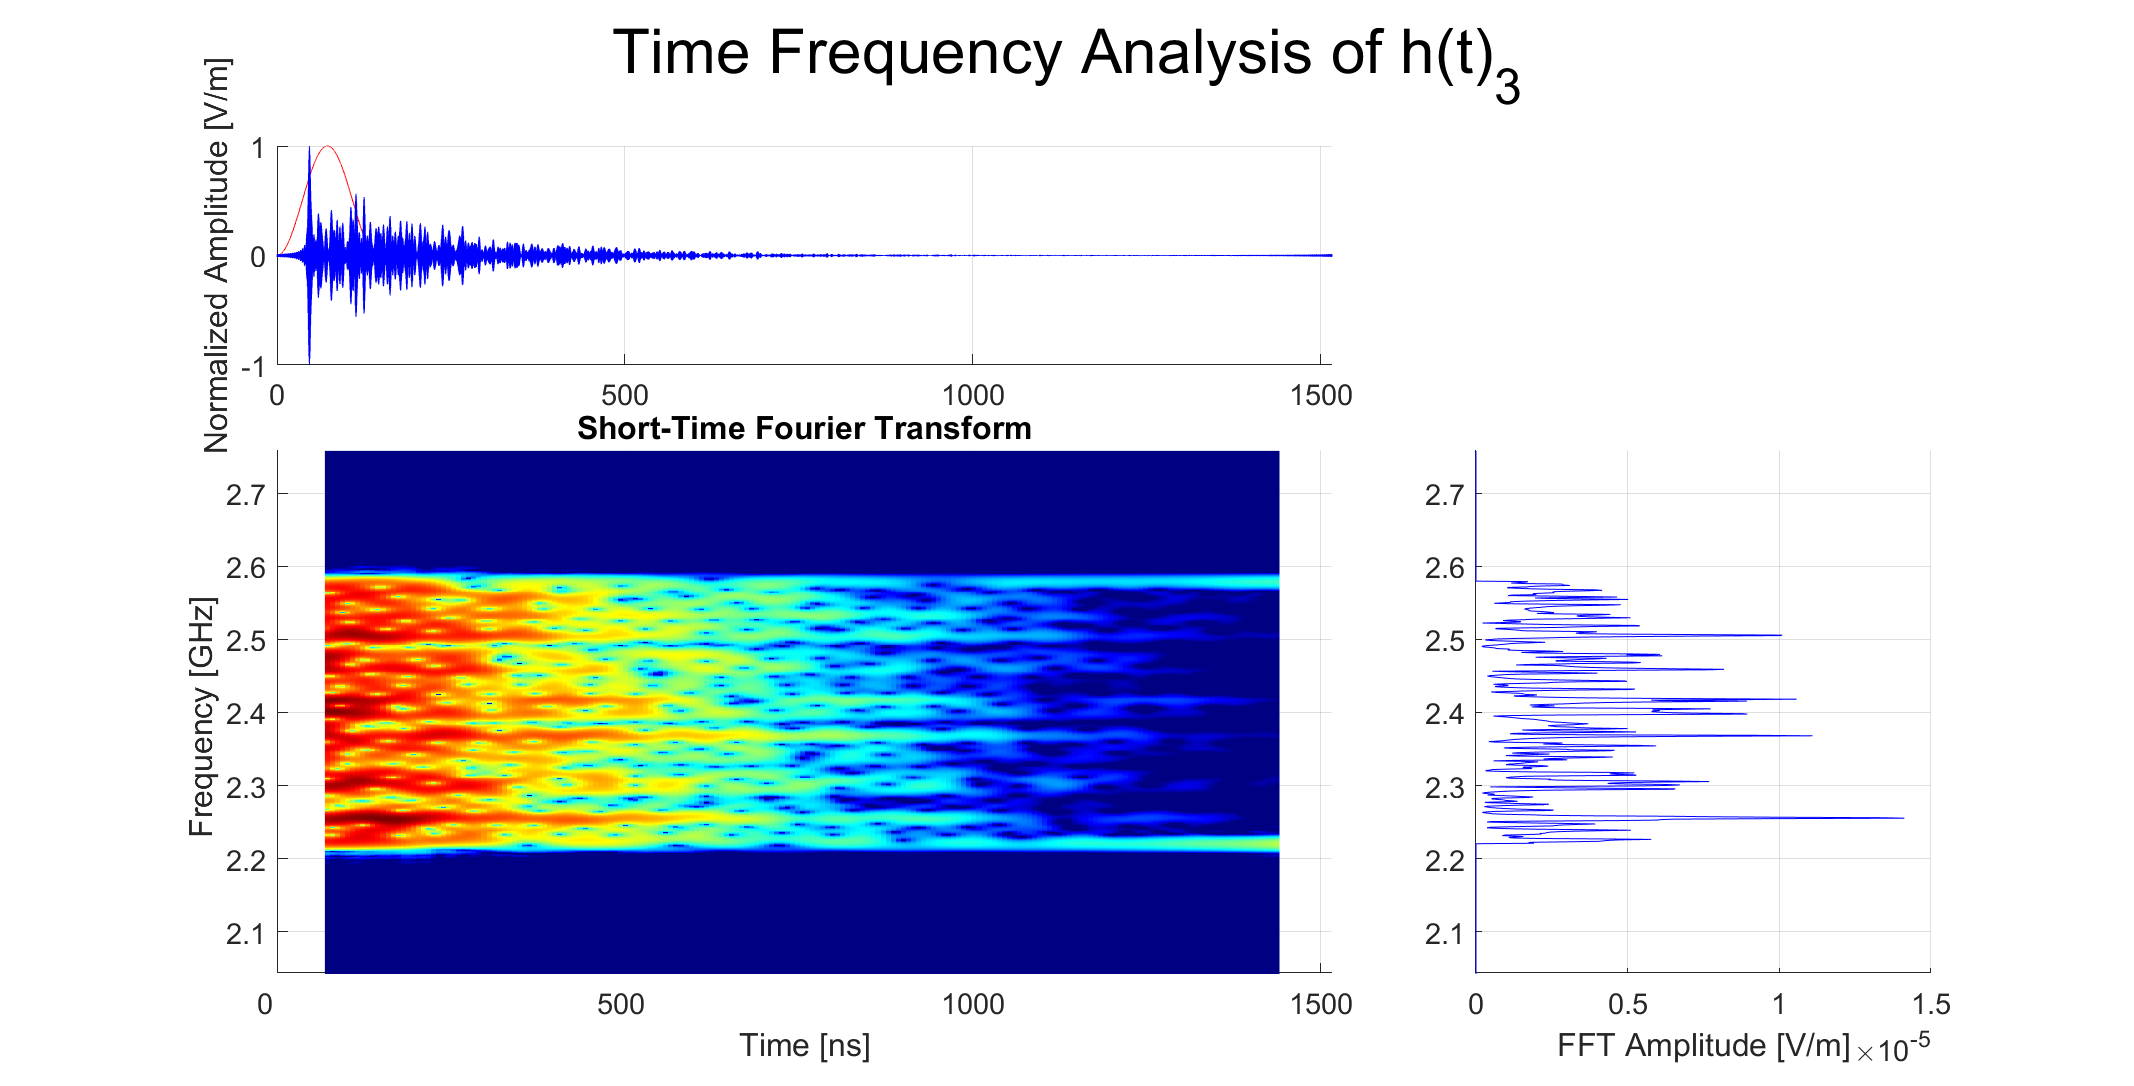 Time Frequency Analysis of h(t)3
Normalized Amplitude [V/m]
1
0
-1
0 500 1000 1500
Short-Time Fourier Transform
Frequency [GHz]
2.7
2.6
2.5
2.4
2.3
2.2
2.1
0 500 1000 1500
Time [ns]
2.7
2.6
2.5
2.4
2.3
2.2
2.1
0 0.5 1 1.5
FFT Amplitude [V/m] ×10-5